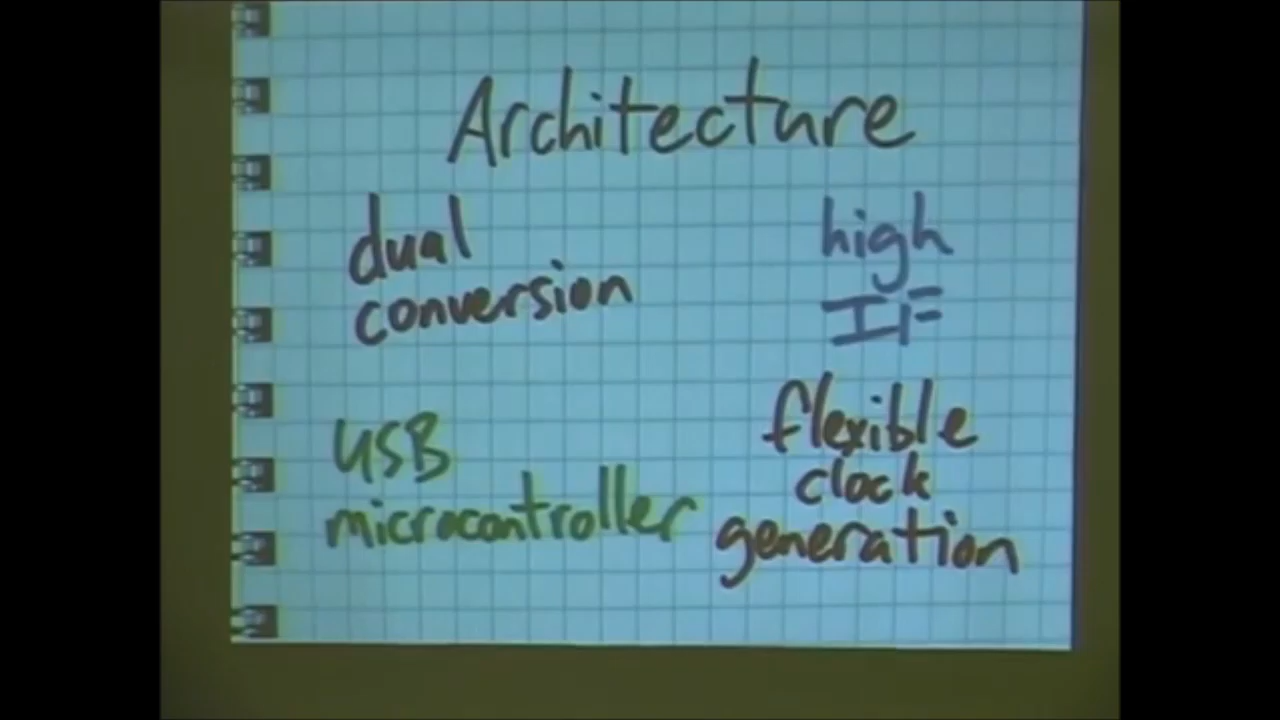 Architecture
dual
conversion
high
IF
USB
microcontroller
flexible
clock
generation